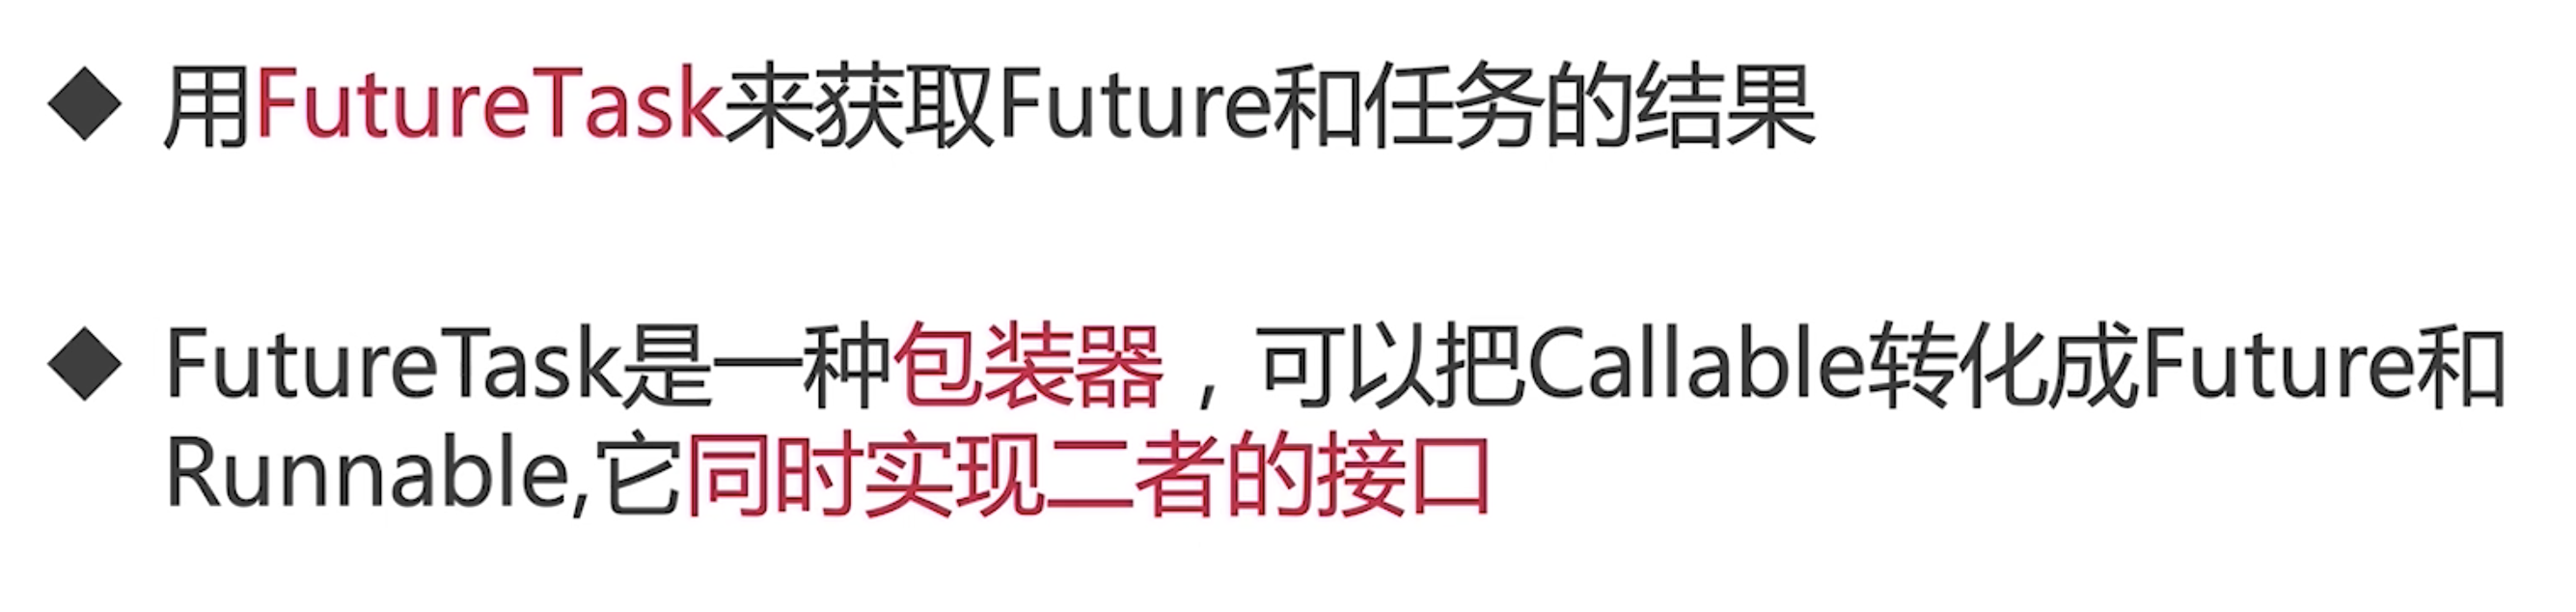 ◆ 用FutureTask来获取Future和任务的结果
◆ FutureTask是一种包装器，可以把Callable转化成Future和
Runnable,它同时实现二者的接口